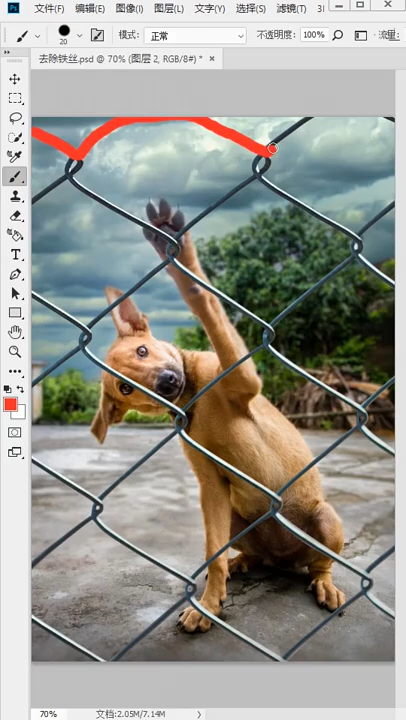 Ps 文件(F) 编辑(E) 图像(I) 图层(L) 文字(Y) 选择(S) 滤镜(T)
20 模式: 正常 不透明度: 100% 流量:
去除铁丝.psd @ 70% (图层 2, RGB/8#) * ×
T
70% 文档:2.05M/7.14M